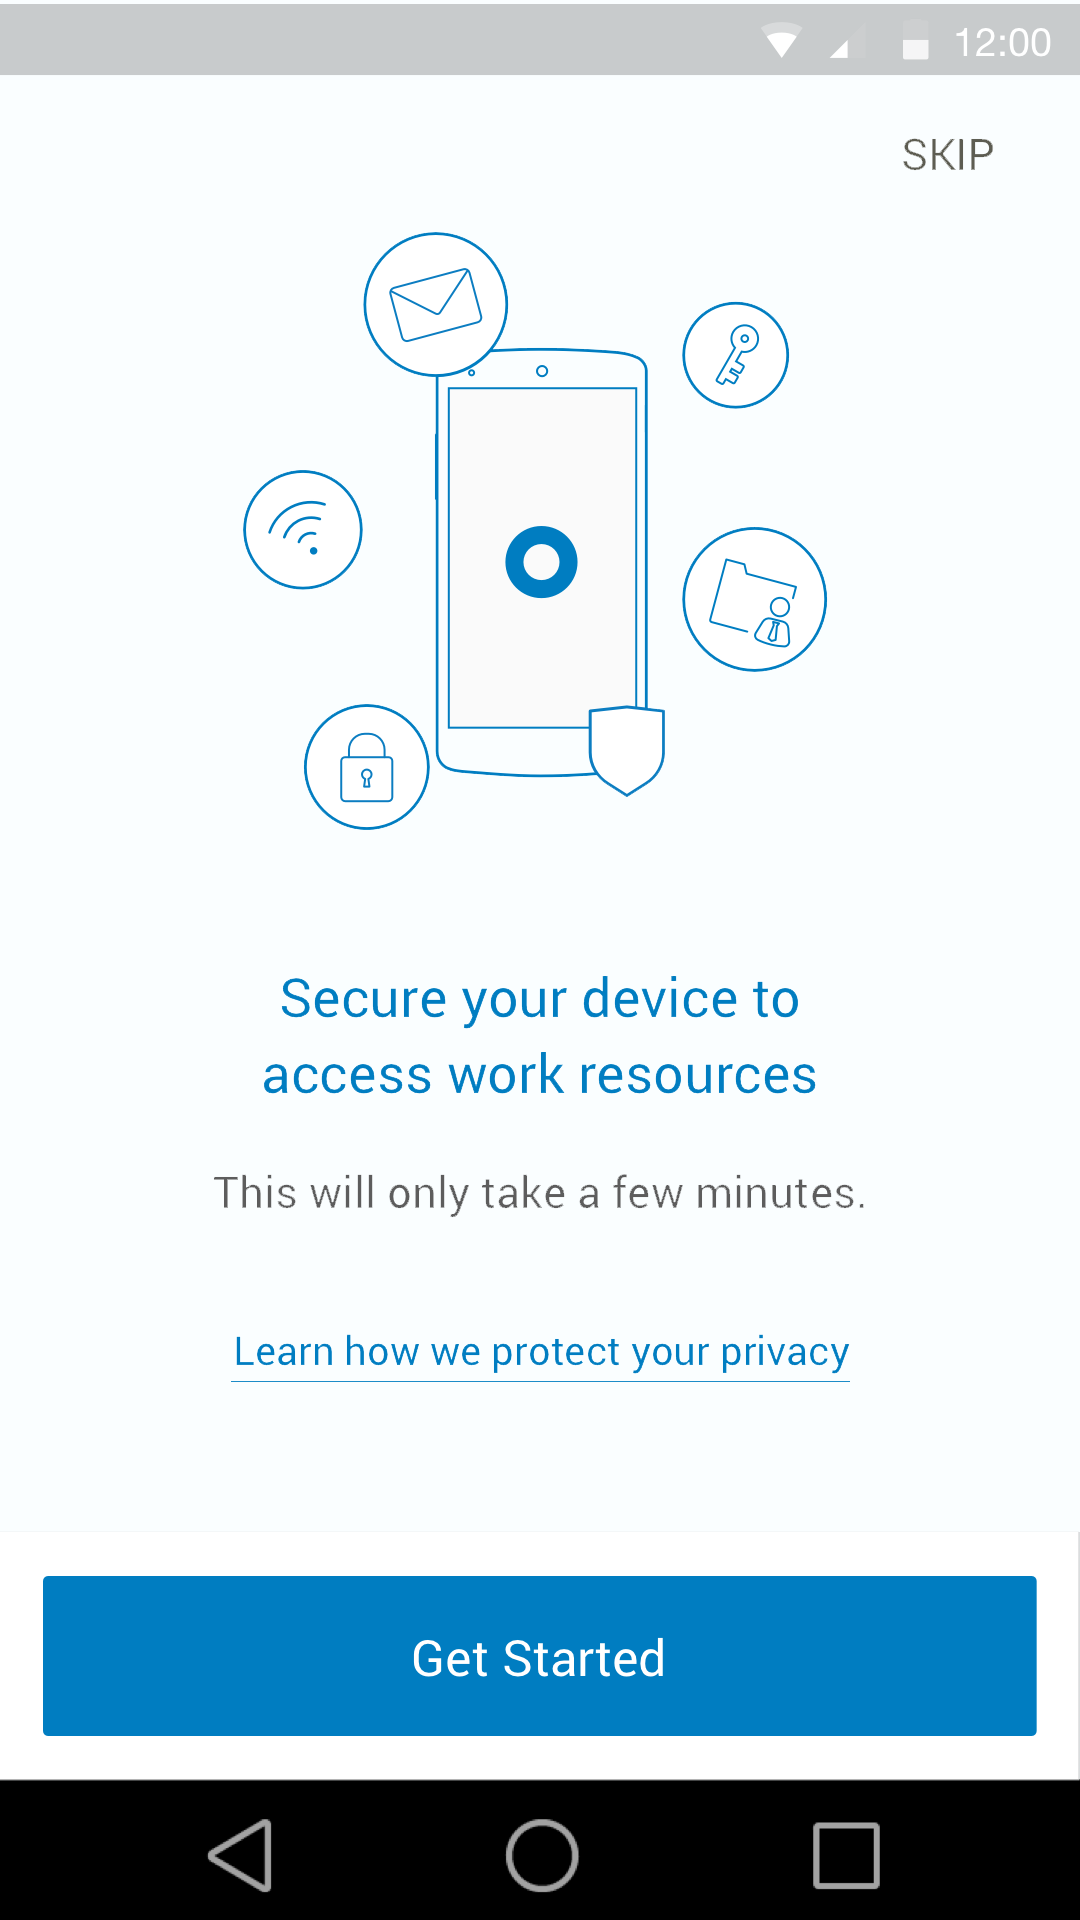 12:00
SKIP
Secure your device to
access work resources
This will only take a few minutes.
Learn how we protect your privacy
Get Started